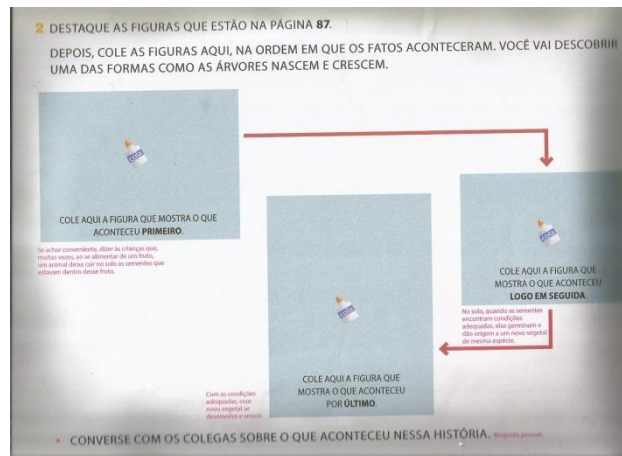 2 DESTAQUE AS FIGURAS QUE ESTÃO NA PÁGINA 87.
DEPOIS, COLE AS FIGURAS AQUI, NA ORDEM EM QUE OS FATOS ACONTECERAM. VOCÊ VAI DESCOBRIR
UMA DAS FORMAS COMO AS ÁRVORES NASCEM E CRESCEM.
COLA
COLE AQUI A FIGURA QUE MOSTRA O QUE
ACONTECEU PRIMEIRO.
Se achar conveniente, dizer às crianças que,
muitas vezes, ao se alimentar de um fruto,
um animal deixa cair no solo as sementes que
estavam dentro desse fruto.
COLA
COLE AQUI A FIGURA QUE
MOSTRA O QUE ACONTECEU
LOGO EM SEGUIDA.
No solo, quando as sementes
encontram condições
adequadas, elas germinam e
dão origem a um novo vegetal
de mesma espécie.
COLA
COLE AQUI A FIGURA QUE
MOSTRA O QUE ACONTECEU
POR ÚLTIMO.
Com as condições
adequadas, esse
novo vegetal se
desenvolve e cresce.
• CONVERSE COM OS COLEGAS SOBRE O QUE ACONTECEU NESSA HISTÓRIA. Resposta pessoal.